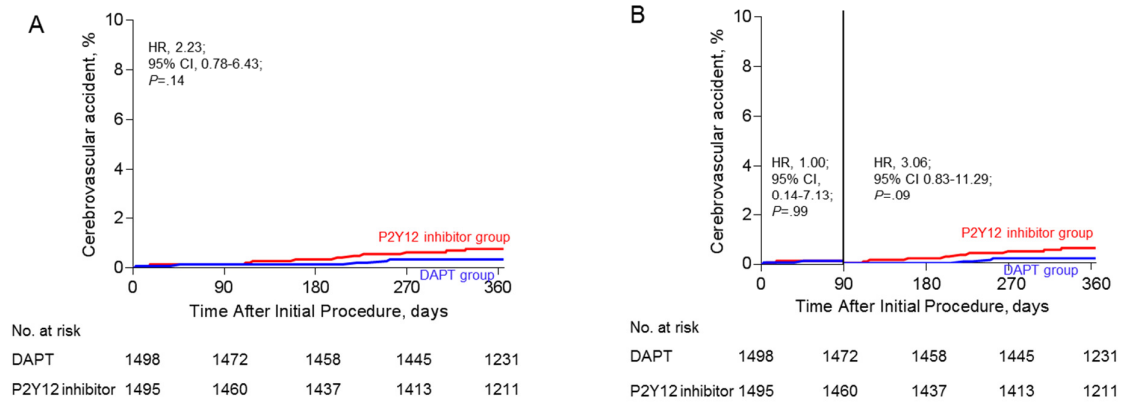 A
Cerebrovascular accident, %
10
8
6
4
2
0
HR, 2.23;
95% CI, 0.78-6.43;
P=.14
P2Y12 inhibitor group
DAPT group
0 90 180 270 360
Time After Initial Procedure, days
No. at risk
DAPT 1498 1472 1458 1445 1231
P2Y12 inhibitor 1495 1460 1437 1413 1211
B
Cerebrovascular accident, %
10
8
6
4
2
0
HR, 1.00;
95% CI,
0.14-7.13;
P=.99
HR, 3.06;
95% CI 0.83-11.29;
P=.09
P2Y12 inhibitor group
DAPT group
0 90 180 270 360
Time After Initial Procedure, days
No. at risk
DAPT 1498 1472 1458 1445 1231
P2Y12 inhibitor 1495 1460 1437 1413 1211